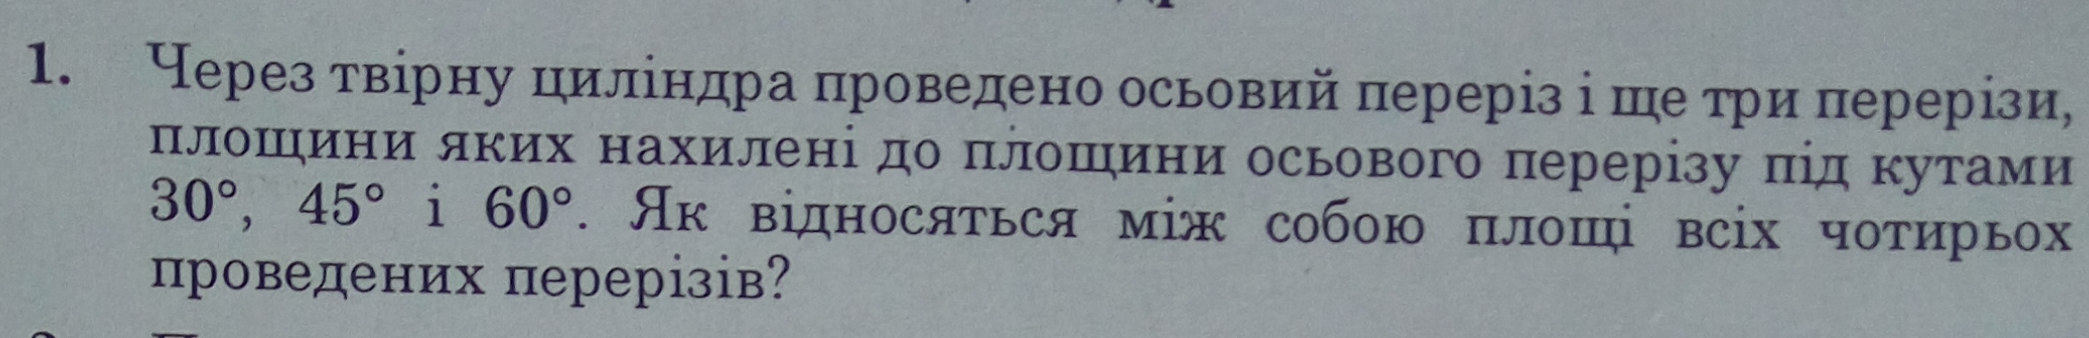 1. Через твірну циліндра проведено осьовий переріз і ще три перерізи,
площини яких нахилені до площини осьового перерізу під кутами
30°, 45° і 60°. Як відносяться між собою площі всіх чотирьох
проведених перерізів?